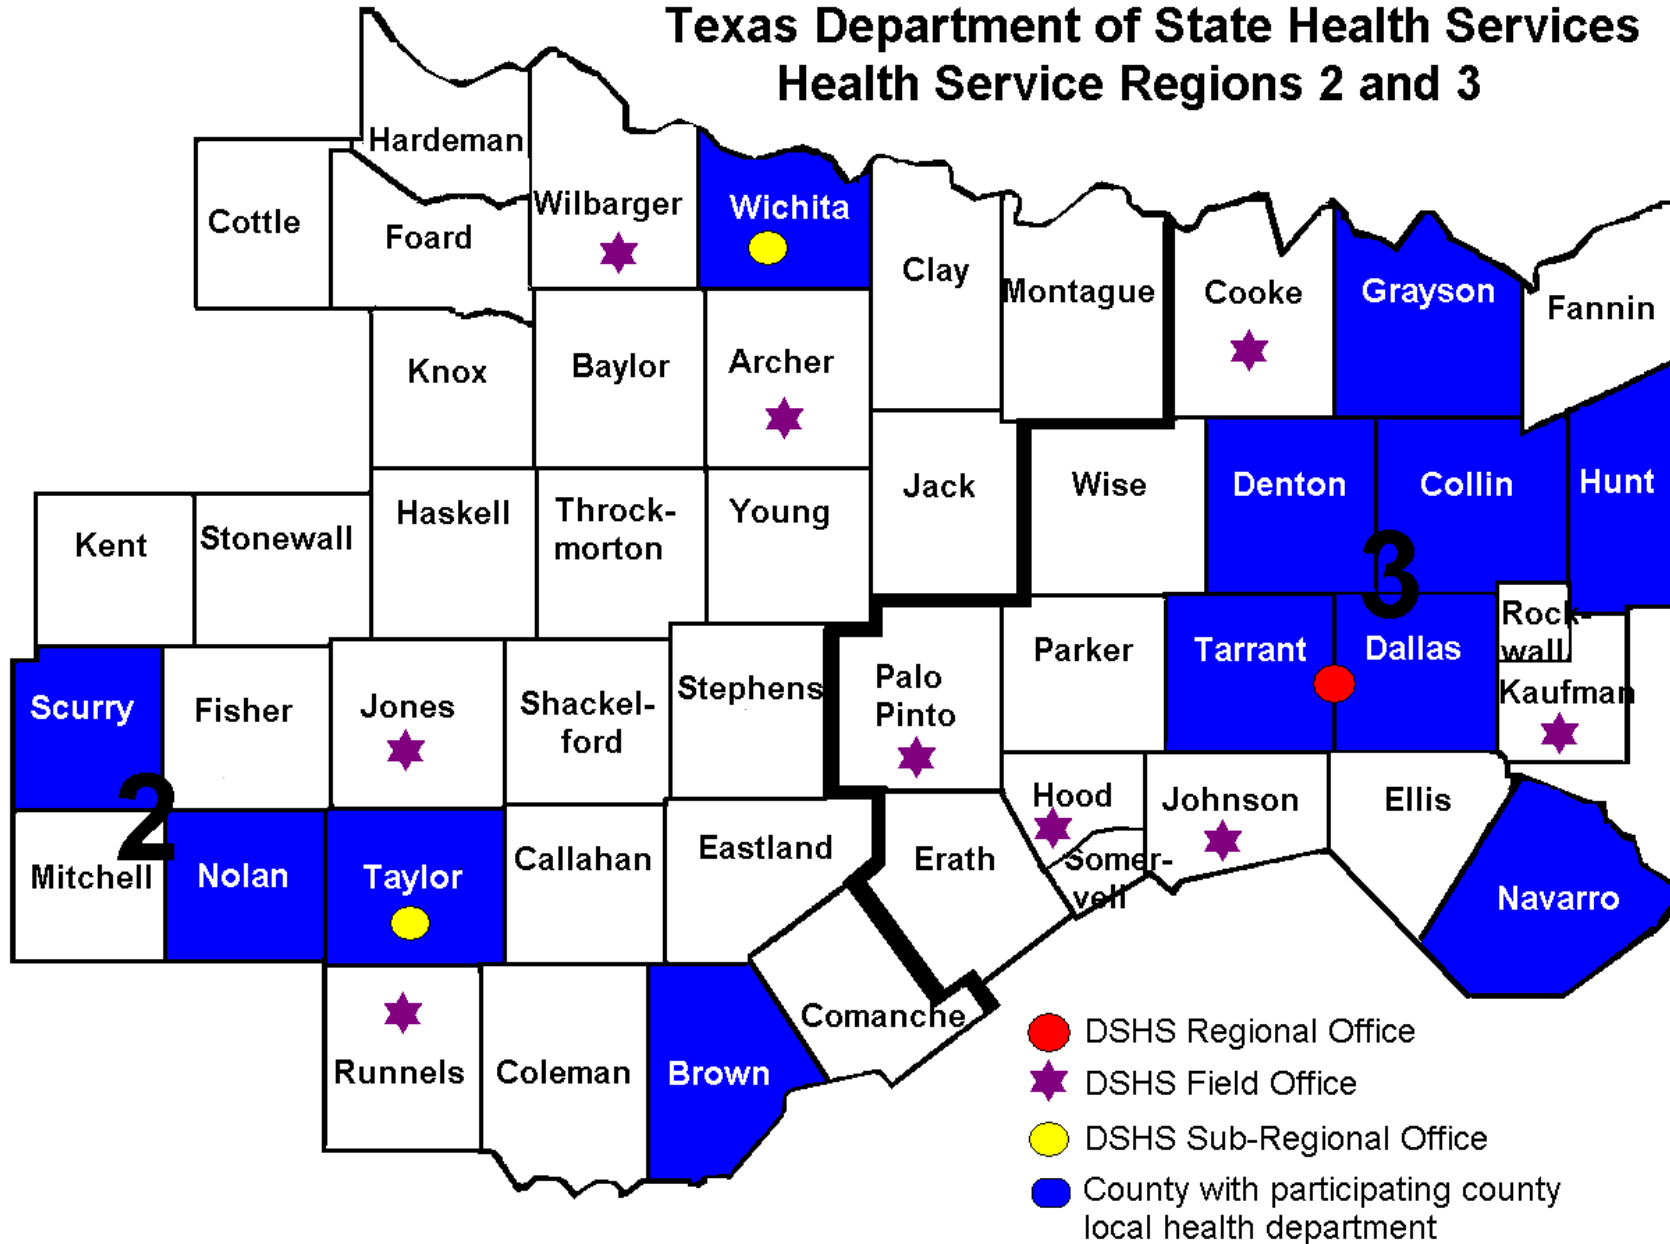 Texas Department of State Health Services
Health Service Regions 2 and 3
Hardeman
Cottle
Foard
Wilbarger
Wichita
Clay
Montague
Cooke
Grayson
Fannin
Knox
Baylor
Archer
Jack
Wise
Denton
Collin
Hunt
Kent
Stonewall
Haskell
Throck-
morton
Young
3
Rock-
wall
Scurry
Fisher
Jones
Shackel-
ford
Stephens
Palo
Pinto
Parker
Tarrant
Dallas
Kaufman
2
Mitchell
Nolan
Taylor
Callahan
Eastland
Erath
Hood
Somer-
vell
Johnson
Ellis
Navarro
Runnels
Coleman
Brown
Comanche
DSHS Regional Office
DSHS Field Office
DSHS Sub-Regional Office
County with participating county
local health department